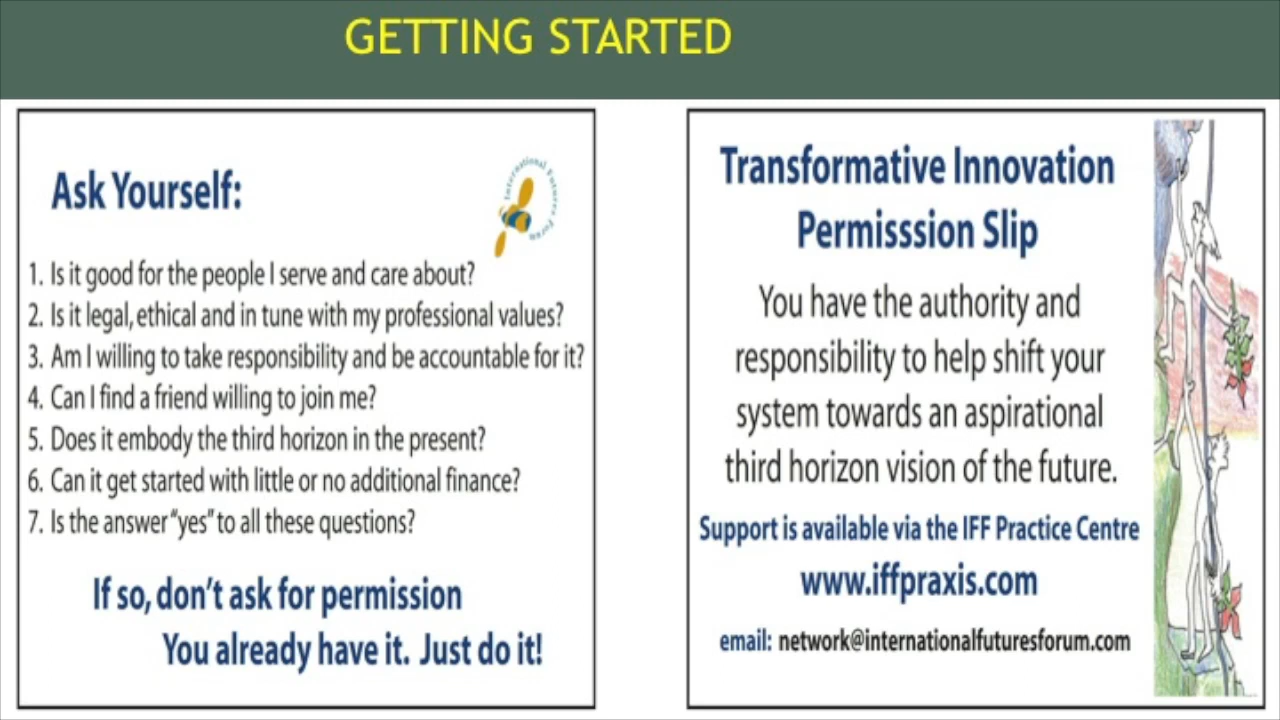 GETTING STARTED
Ask Yourself:
International Futures Forum
1. Is it good for the people I serve and care about?
2. Is it legal, ethical and in tune with my professional values?
3. Am I willing to take responsibility and be accountable for it?
4. Can I find a friend willing to join me?
5. Does it embody the third horizon in the present?
6. Can it get started with little or no additional finance?
7. Is the answer “yes” to all these questions?
If so, don’t ask for permission
You already have it. Just do it!
Transformative Innovation
Permisssion Slip
You have the authority and
responsibility to help shift your
system towards an aspirational
third horizon vision of the future.
Support is available via the IFF Practice Centre
www.iffpraxis.com
email: network@internationalfuturesforum.com